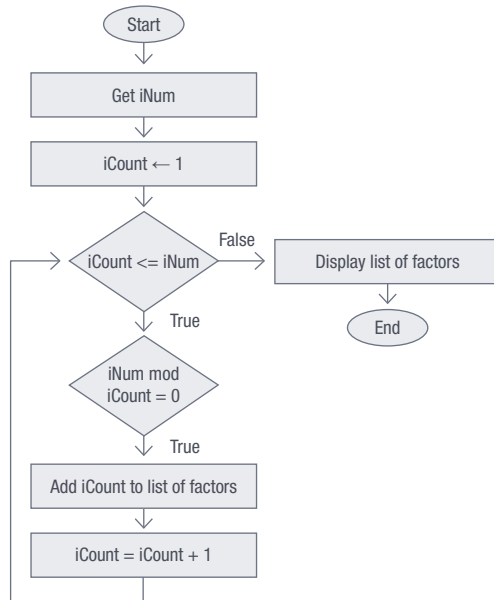 Start
Get iNum
iCount ← 1
iCount <= iNum
False
Display list of factors
End
True
iNum mod
iCount = 0
True
Add iCount to list of factors
iCount = iCount + 1